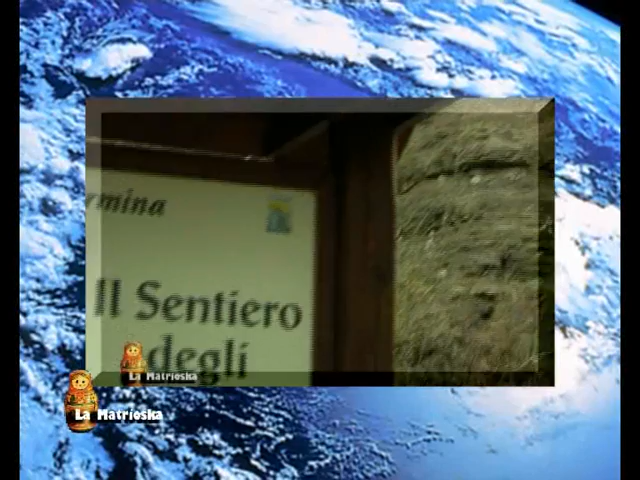 rmina
Il Sentiero
degli
La Matrioska
La Matrioska